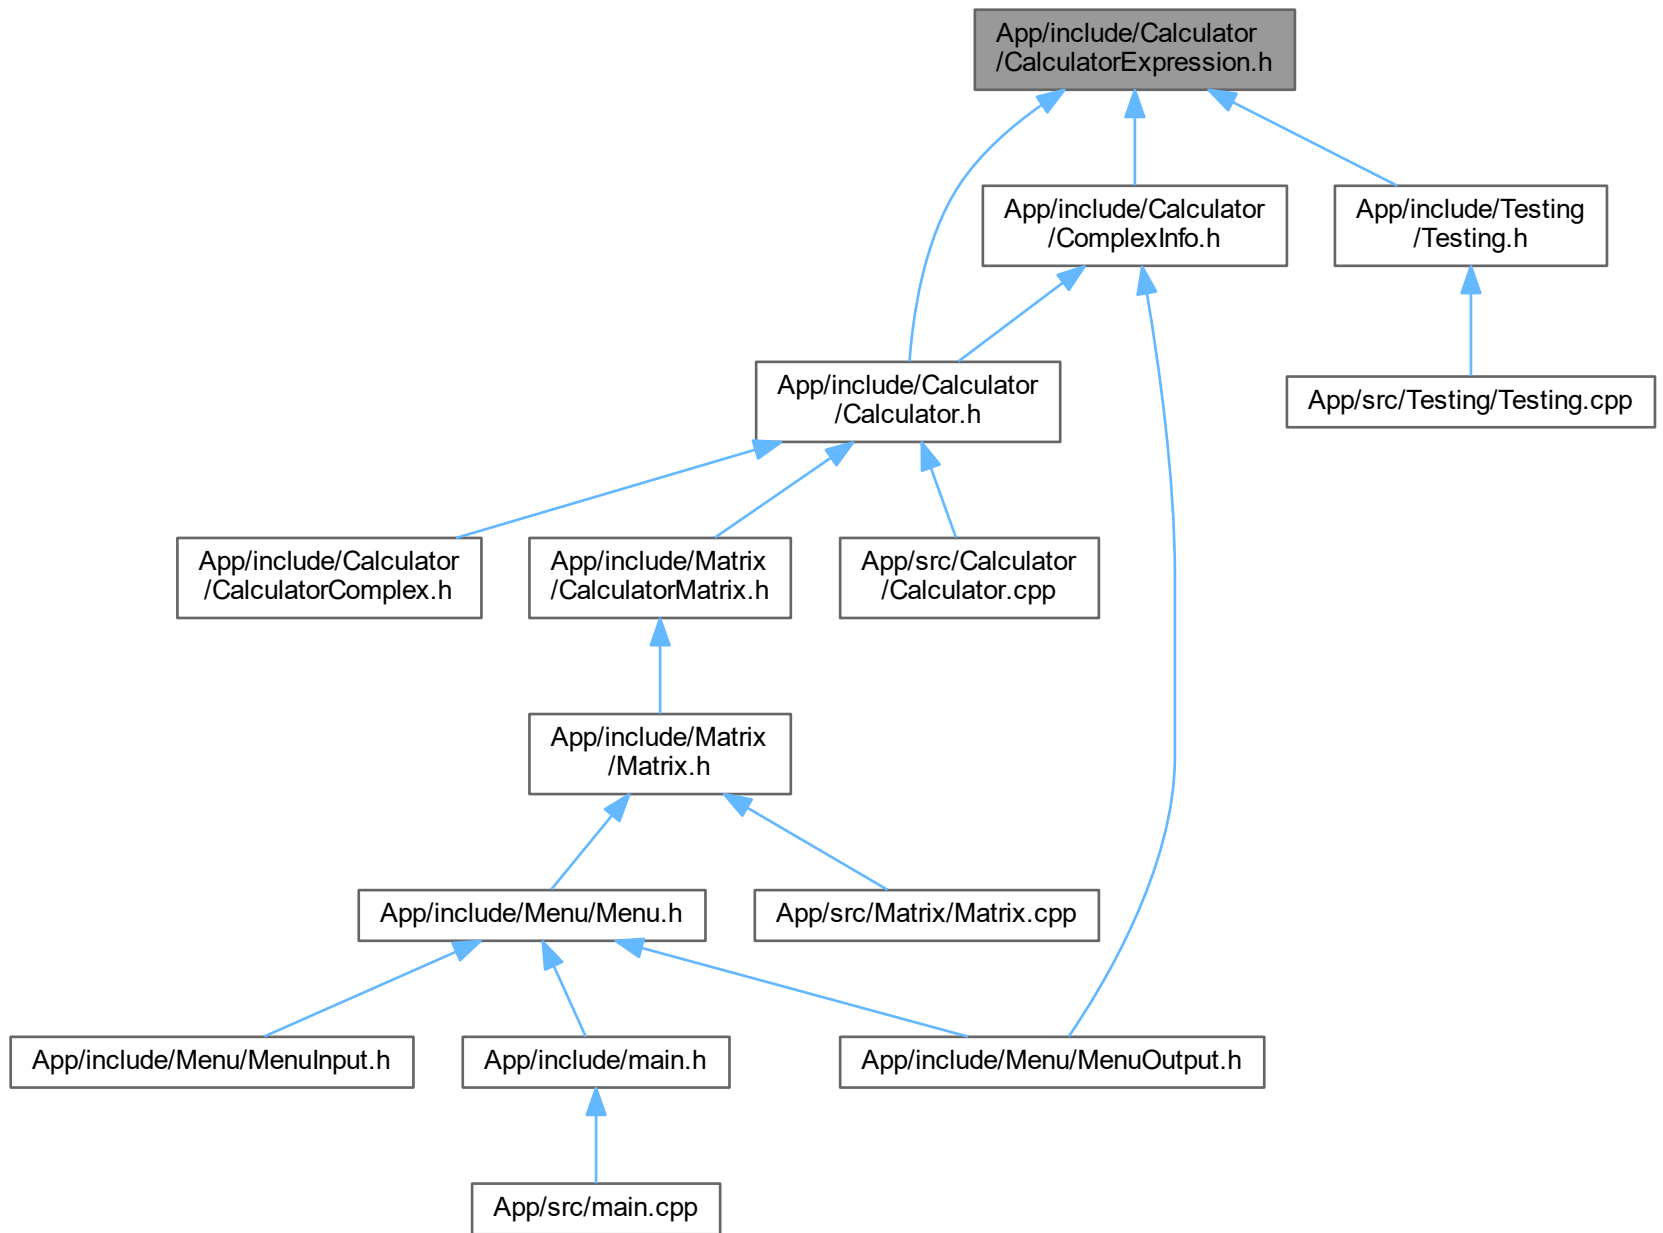 App/include/Calculator
/CalculatorExpression.h
App/include/Calculator
/ComplexInfo.h
App/include/Testing
/Testing.h
App/include/Calculator
/Calculator.h
App/src/Testing/Testing.cpp
App/include/Calculator
/CalculatorComplex.h
App/include/Matrix
/CalculatorMatrix.h
App/src/Calculator
/Calculator.cpp
App/include/Matrix
/Matrix.h
App/include/Menu/Menu.h
App/src/Matrix/Matrix.cpp
App/include/Menu/MenuInput.h
App/include/main.h
App/include/Menu/MenuOutput.h
App/src/main.cpp